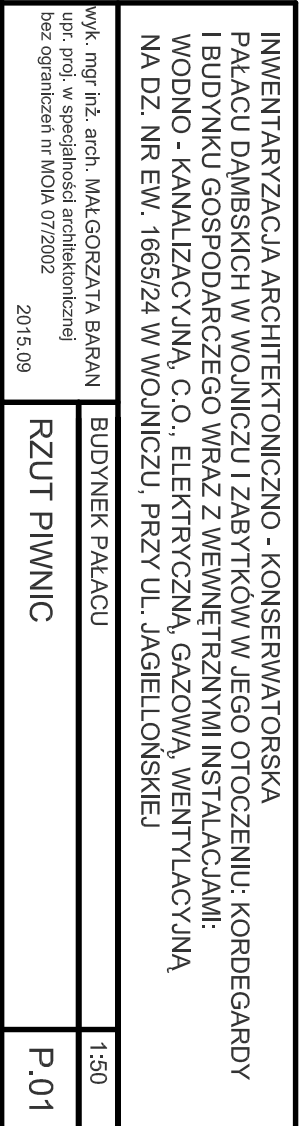 INWENTARYZACJA ARCHITEKTONICZNO - KONSERWATORSKA
PAŁACU DĄMBSKICH W WOJNICZU I ZABYTKÓW W JEGO OTOCZENIU: KORDEGARDY
I BUDYNKU GOSPODARCZEGO WRAZ Z WEWNĘTRZNYMI INSTALACJAMI:
WODNO - KANALIZACYJNĄ, C.O., ELEKTRYCZNĄ, GAZOWĄ, WENTYLACYJNĄ
NA DZ. NR EW. 1665/24 W WOJNICZU, PRZY UL. JAGIELLOŃSKIEJ
wyk. mgr inż. arch. MAŁGORZATA BARAN
upr. proj. w specjalności architektonicznej
bez ograniczeń nr MOIA 07/2002
2015.09
BUDYNEK PAŁACU
1:50
RZUT PIWNIC
P.01